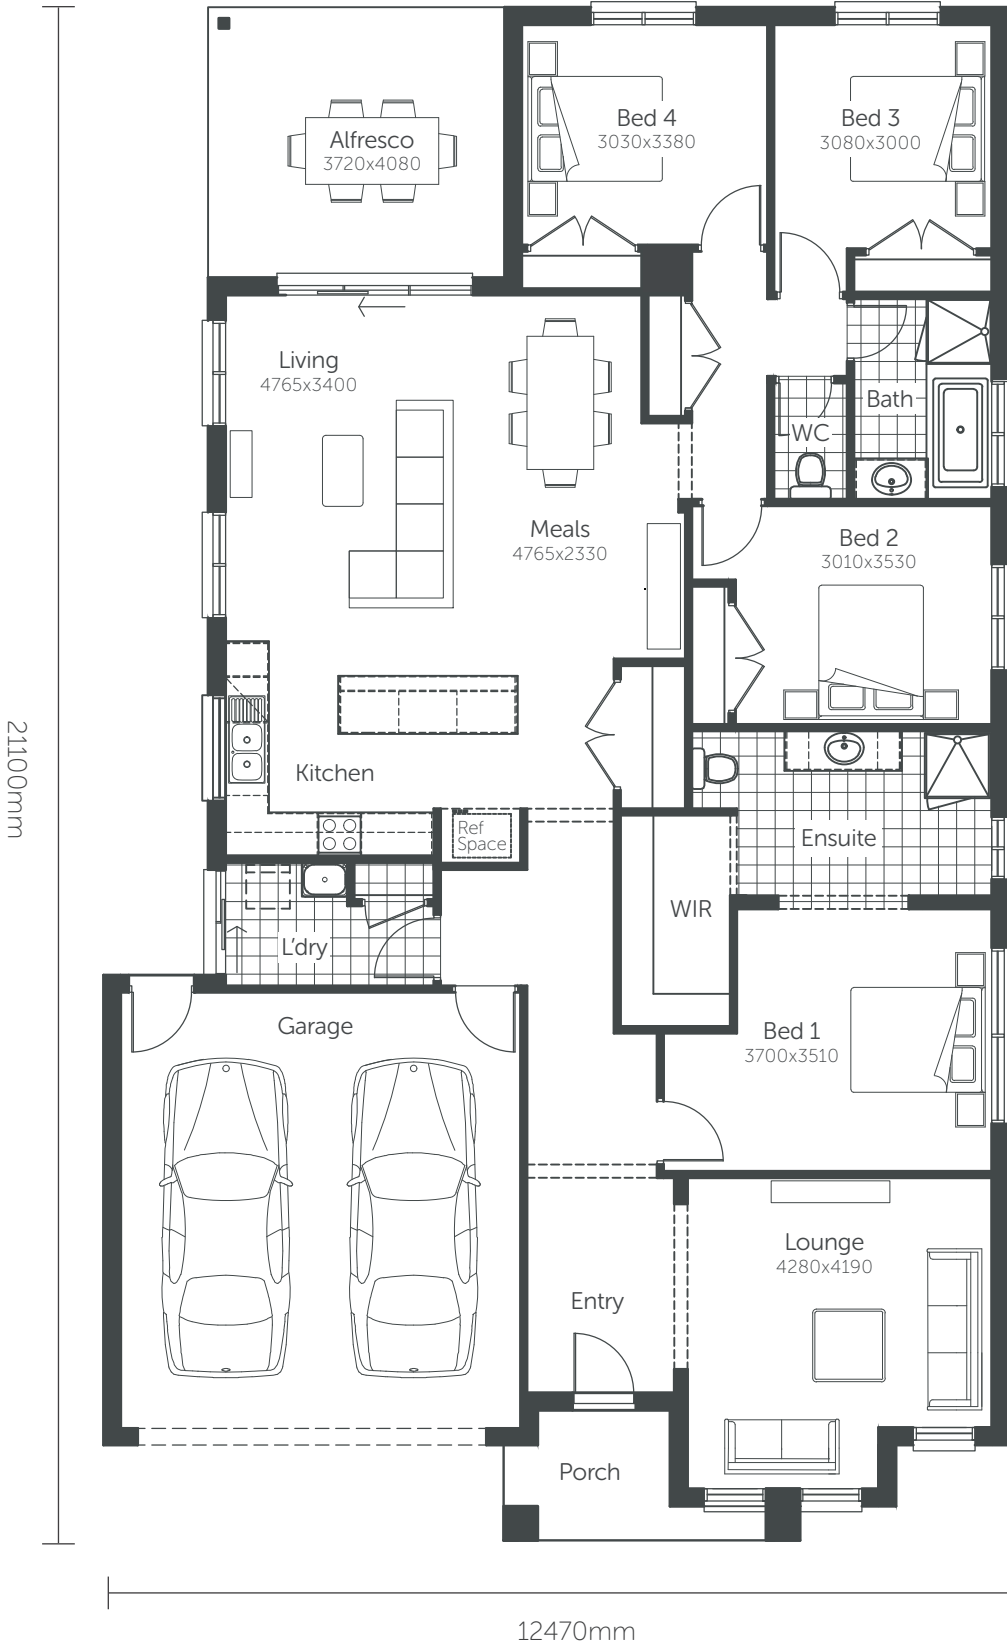 Alfresco
3720x4080
Bed 4
3030x3380
Bed 3
3080x3000
Living
4765x3400
Bath
WC
Meals
4765x2330
Bed 2
3010x3530
21100mm
Kitchen
Ref
Space
Ensuite
WIR
L'dry
Garage
Bed 1
3700x3510
Lounge
4280x4190
Entry
Porch
12470mm